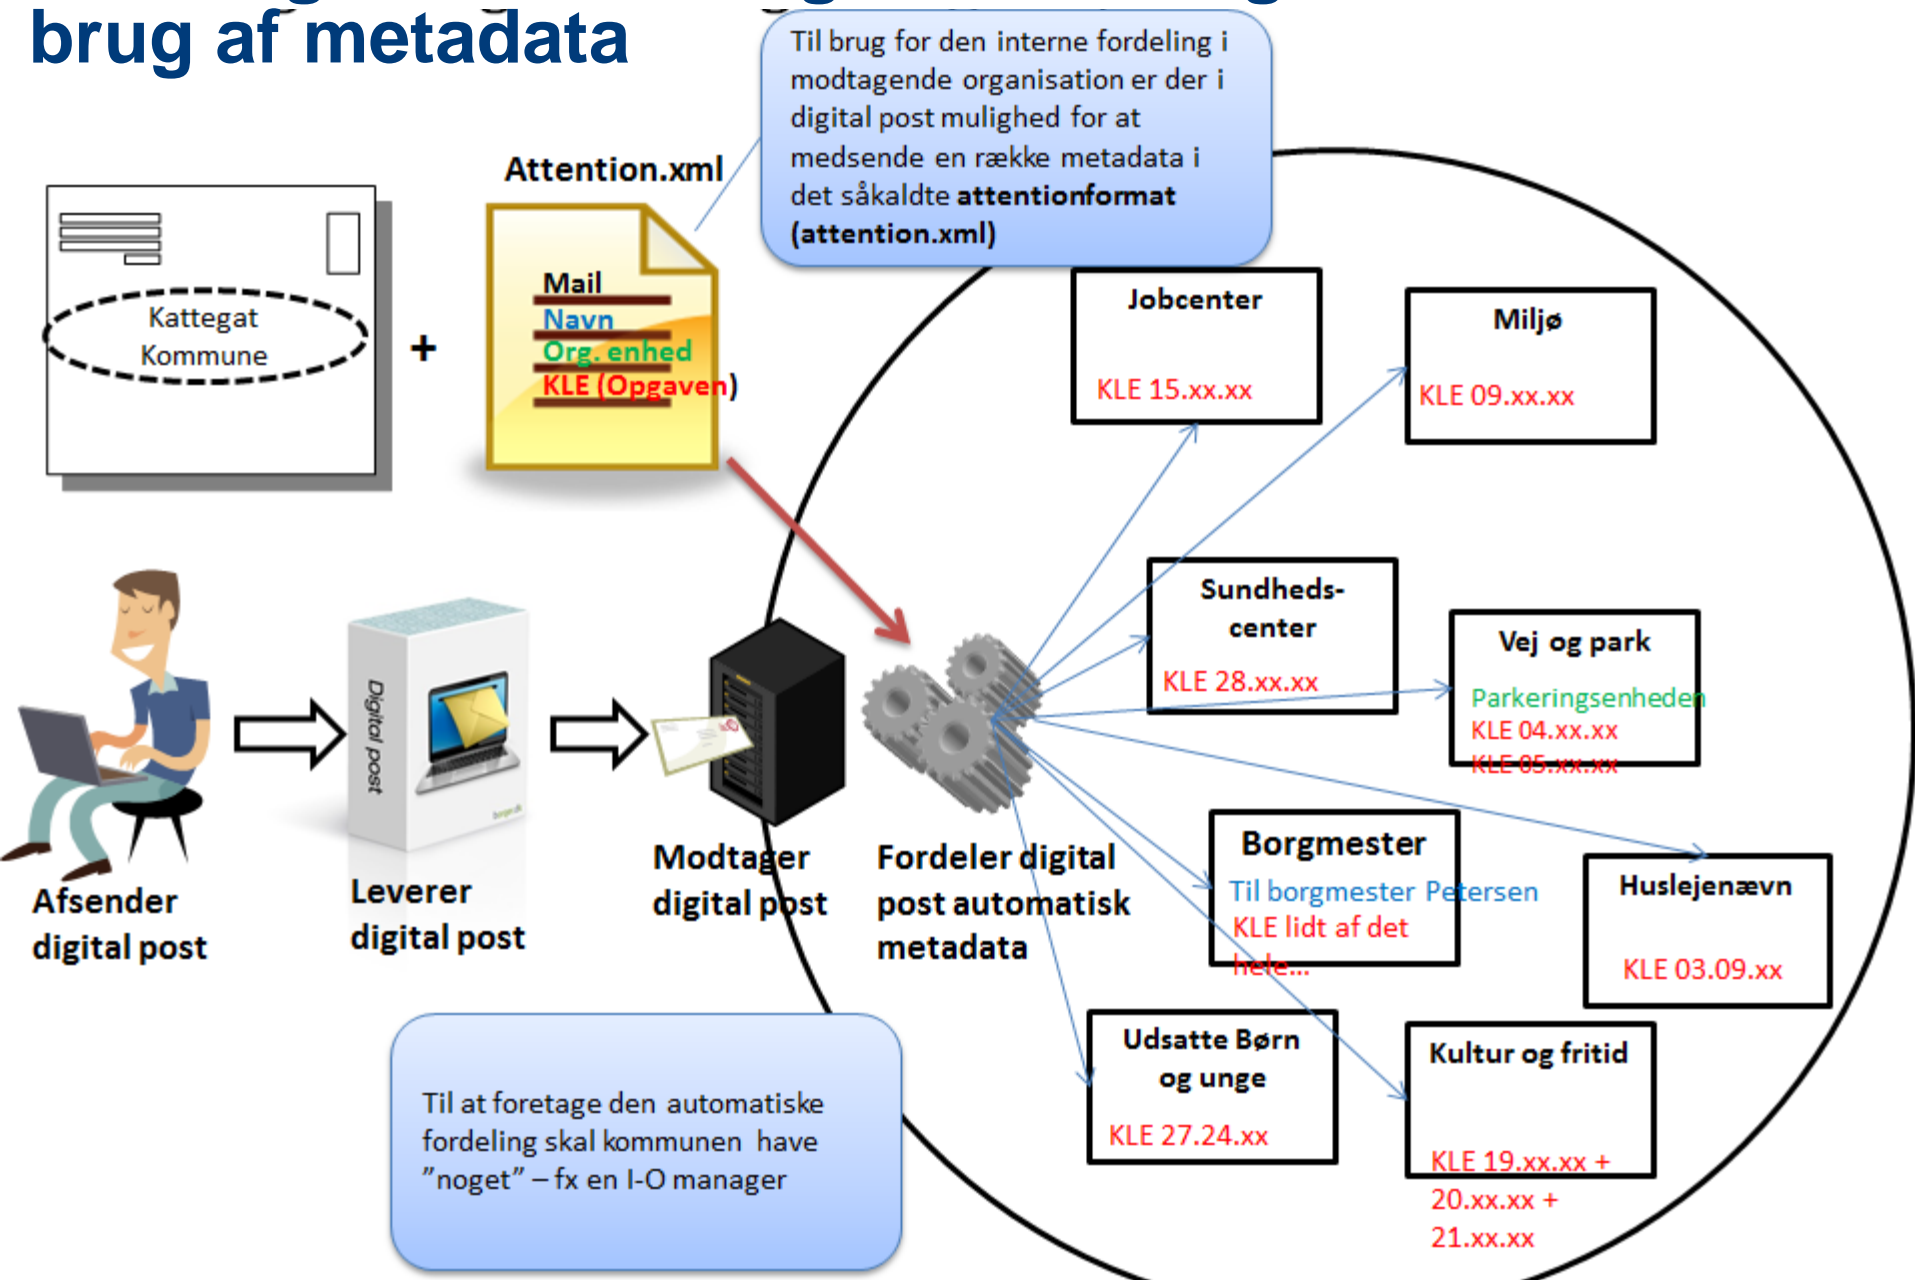 brug af metadata
Til brug for den interne fordeling i
modtagende organisation er der i
digital post mulighed for at
medsende en række metadata i
det såkaldte attentionformat
(attention.xml)
Attention.xml
Kattegat
Kommune
+
Mail
Navn
Org. enhed
KLE (Opgaven)
Jobcenter
KLE 15.xx.xx
Miljø
KLE 09.xx.xx
Sundheds-
center
KLE 28.xx.xx
Vej og park
Parkeringsenheden
KLE 04.xx.xx
KLE 05.xx.xx
Digital post
borger.dk
Afsender
digital post
Leverer
digital post
Modtager
digital post
Fordeler digital
post automatisk
metadata
Borgmester
Til borgmester Petersen
KLE lidt af det
hele...
Huslejenævn
KLE 03.09.xx
Udsatte Børn
og unge
KLE 27.24.xx
Kultur og fritid
KLE 19.xx.xx +
20.xx.xx +
21.xx.xx
Til at foretage den automatiske
fordeling skal kommunen have
”noget” – fx en I-O manager